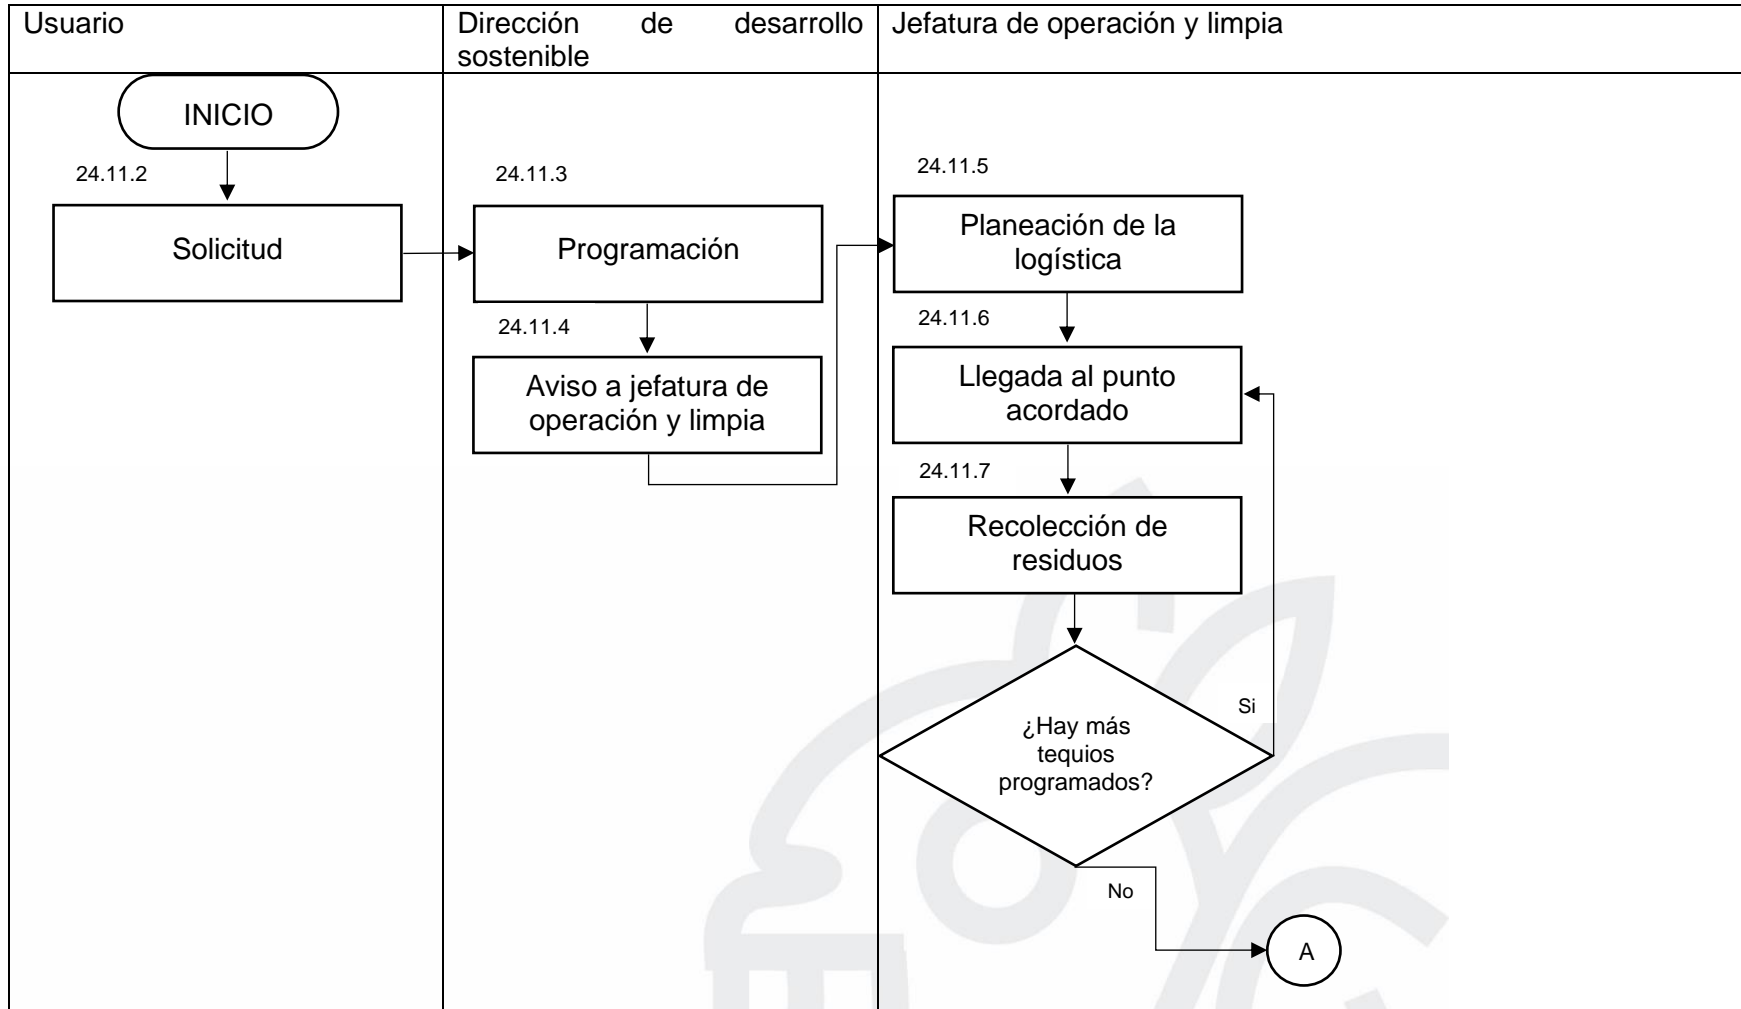 Usuario
Dirección de desarrollo
sostenible
Jefatura de operación y limpia
INICIO
24.11.2
Solicitud
24.11.3
Programación
24.11.4
Aviso a jefatura de
operación y limpia
24.11.5
Planeación de la
logística
24.11.6
Llegada al punto
acordado
24.11.7
Recolección de
residuos
¿Hay más
tequios
programados?
Si
No
A